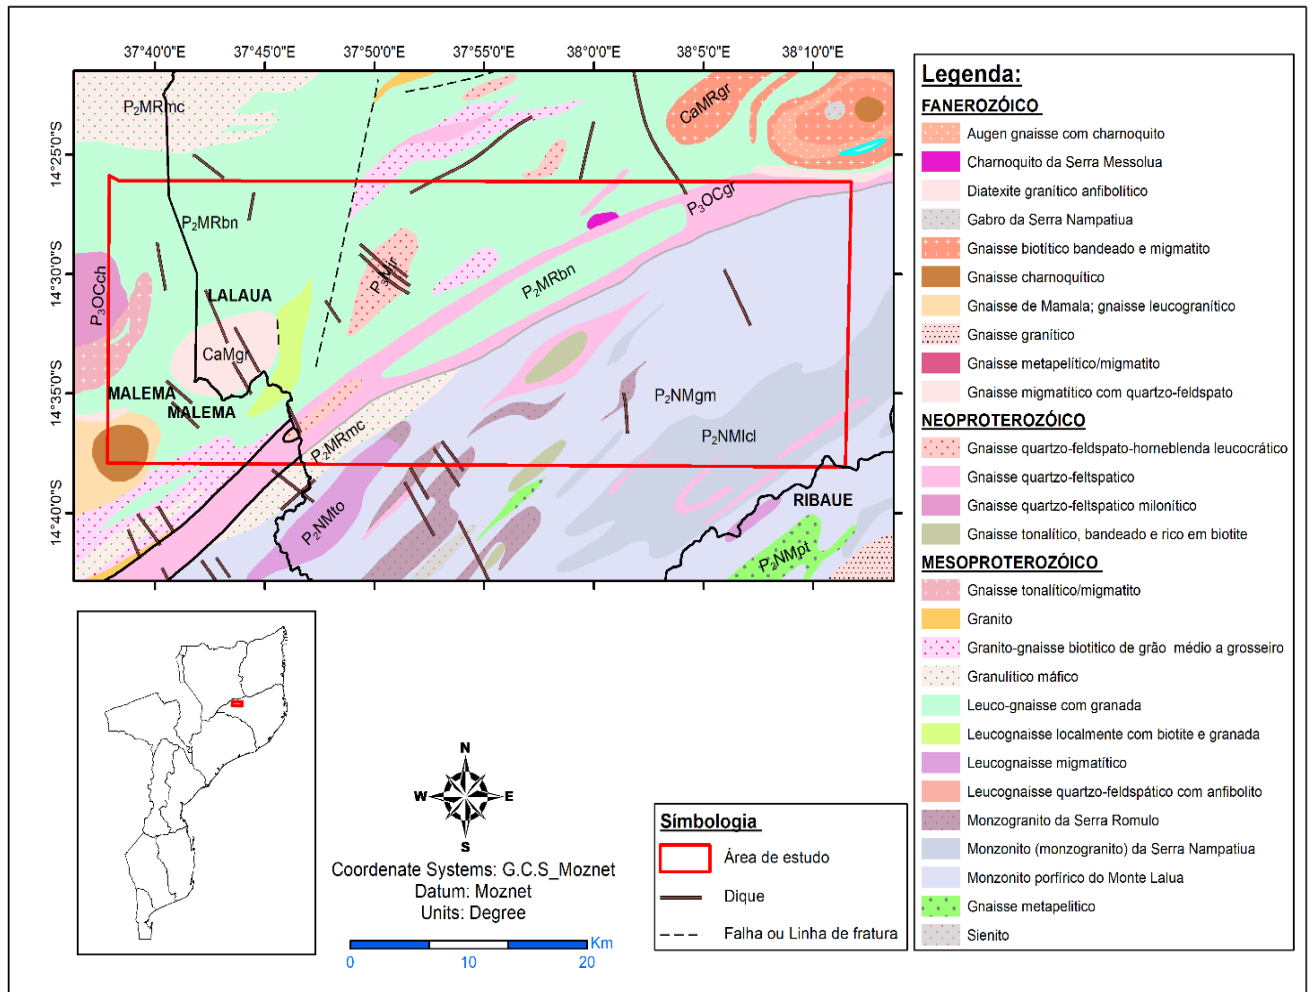 37°40'0"E 37°45'0"E 37°50'0"E 37°55'0"E 38°0'0"E 38°5'0"E 38°10'0"E
14°25'0"S
14°30'0"S
14°35'0"S
14°40'0"S
P₂MRmc
CaMRgr
P₂MRbn
P₃OCgr
P₃OCch
P₂MRbn
LALAUA
CaMgr
MALEMA
MALEMA
P₂NMgm
P₂NMlcl
P₂MRmc
RIBAUE
P₂NMto
P₂NMpt
Legenda:
FANEROZÓICO
Augen gnaisse com charnoquito
Charnoquito da Serra Messolua
Diatexite granítico anfibolítico
Gabro da Serra Nampatiua
Gnaisse biotítico bandeado e migmatito
Gnaisse charnoquítico
Gnaisse de Mamala; gnaisse leucogranítico
Gnaisse granítico
Gnaisse metapelítico/migmatito
Gnaisse migmatítico com quartzo-feldspato
NEOPROTEROZÓICO
Gnaisse quartzo-feldspato-horneblenda leucocrático
Gnaisse quartzo-feltspatico
Gnaisse quartzo-feltspatico milonítico
Gnaisse tonalítico, bandeado e rico em biotite
MESOPROTEROZÓICO
Gnaisse tonalítico/migmatito
Granito
Granito-gnaisse biotitico de grão médio a grosseiro
Granulítico máfico
Leuco-gnaisse com granada
Leucognaisse localmente com biotite e granada
Leucognaisse migmatítico
Leucognaisse quartzo-feldspático com anfibolito
Monzogranito da Serra Romulo
Monzonito (monzogranito) da Serra Nampatiua
Monzonito porfírico do Monte Lalua
Gnaisse metapelitico
Sienito
N
W E
S
Coordenate Systems: G.C.S_Moznet
Datum: Moznet
Units: Degree
Km
0 10 20
Símbologia
Área de estudo
Dique
Falha ou Linha de fratura